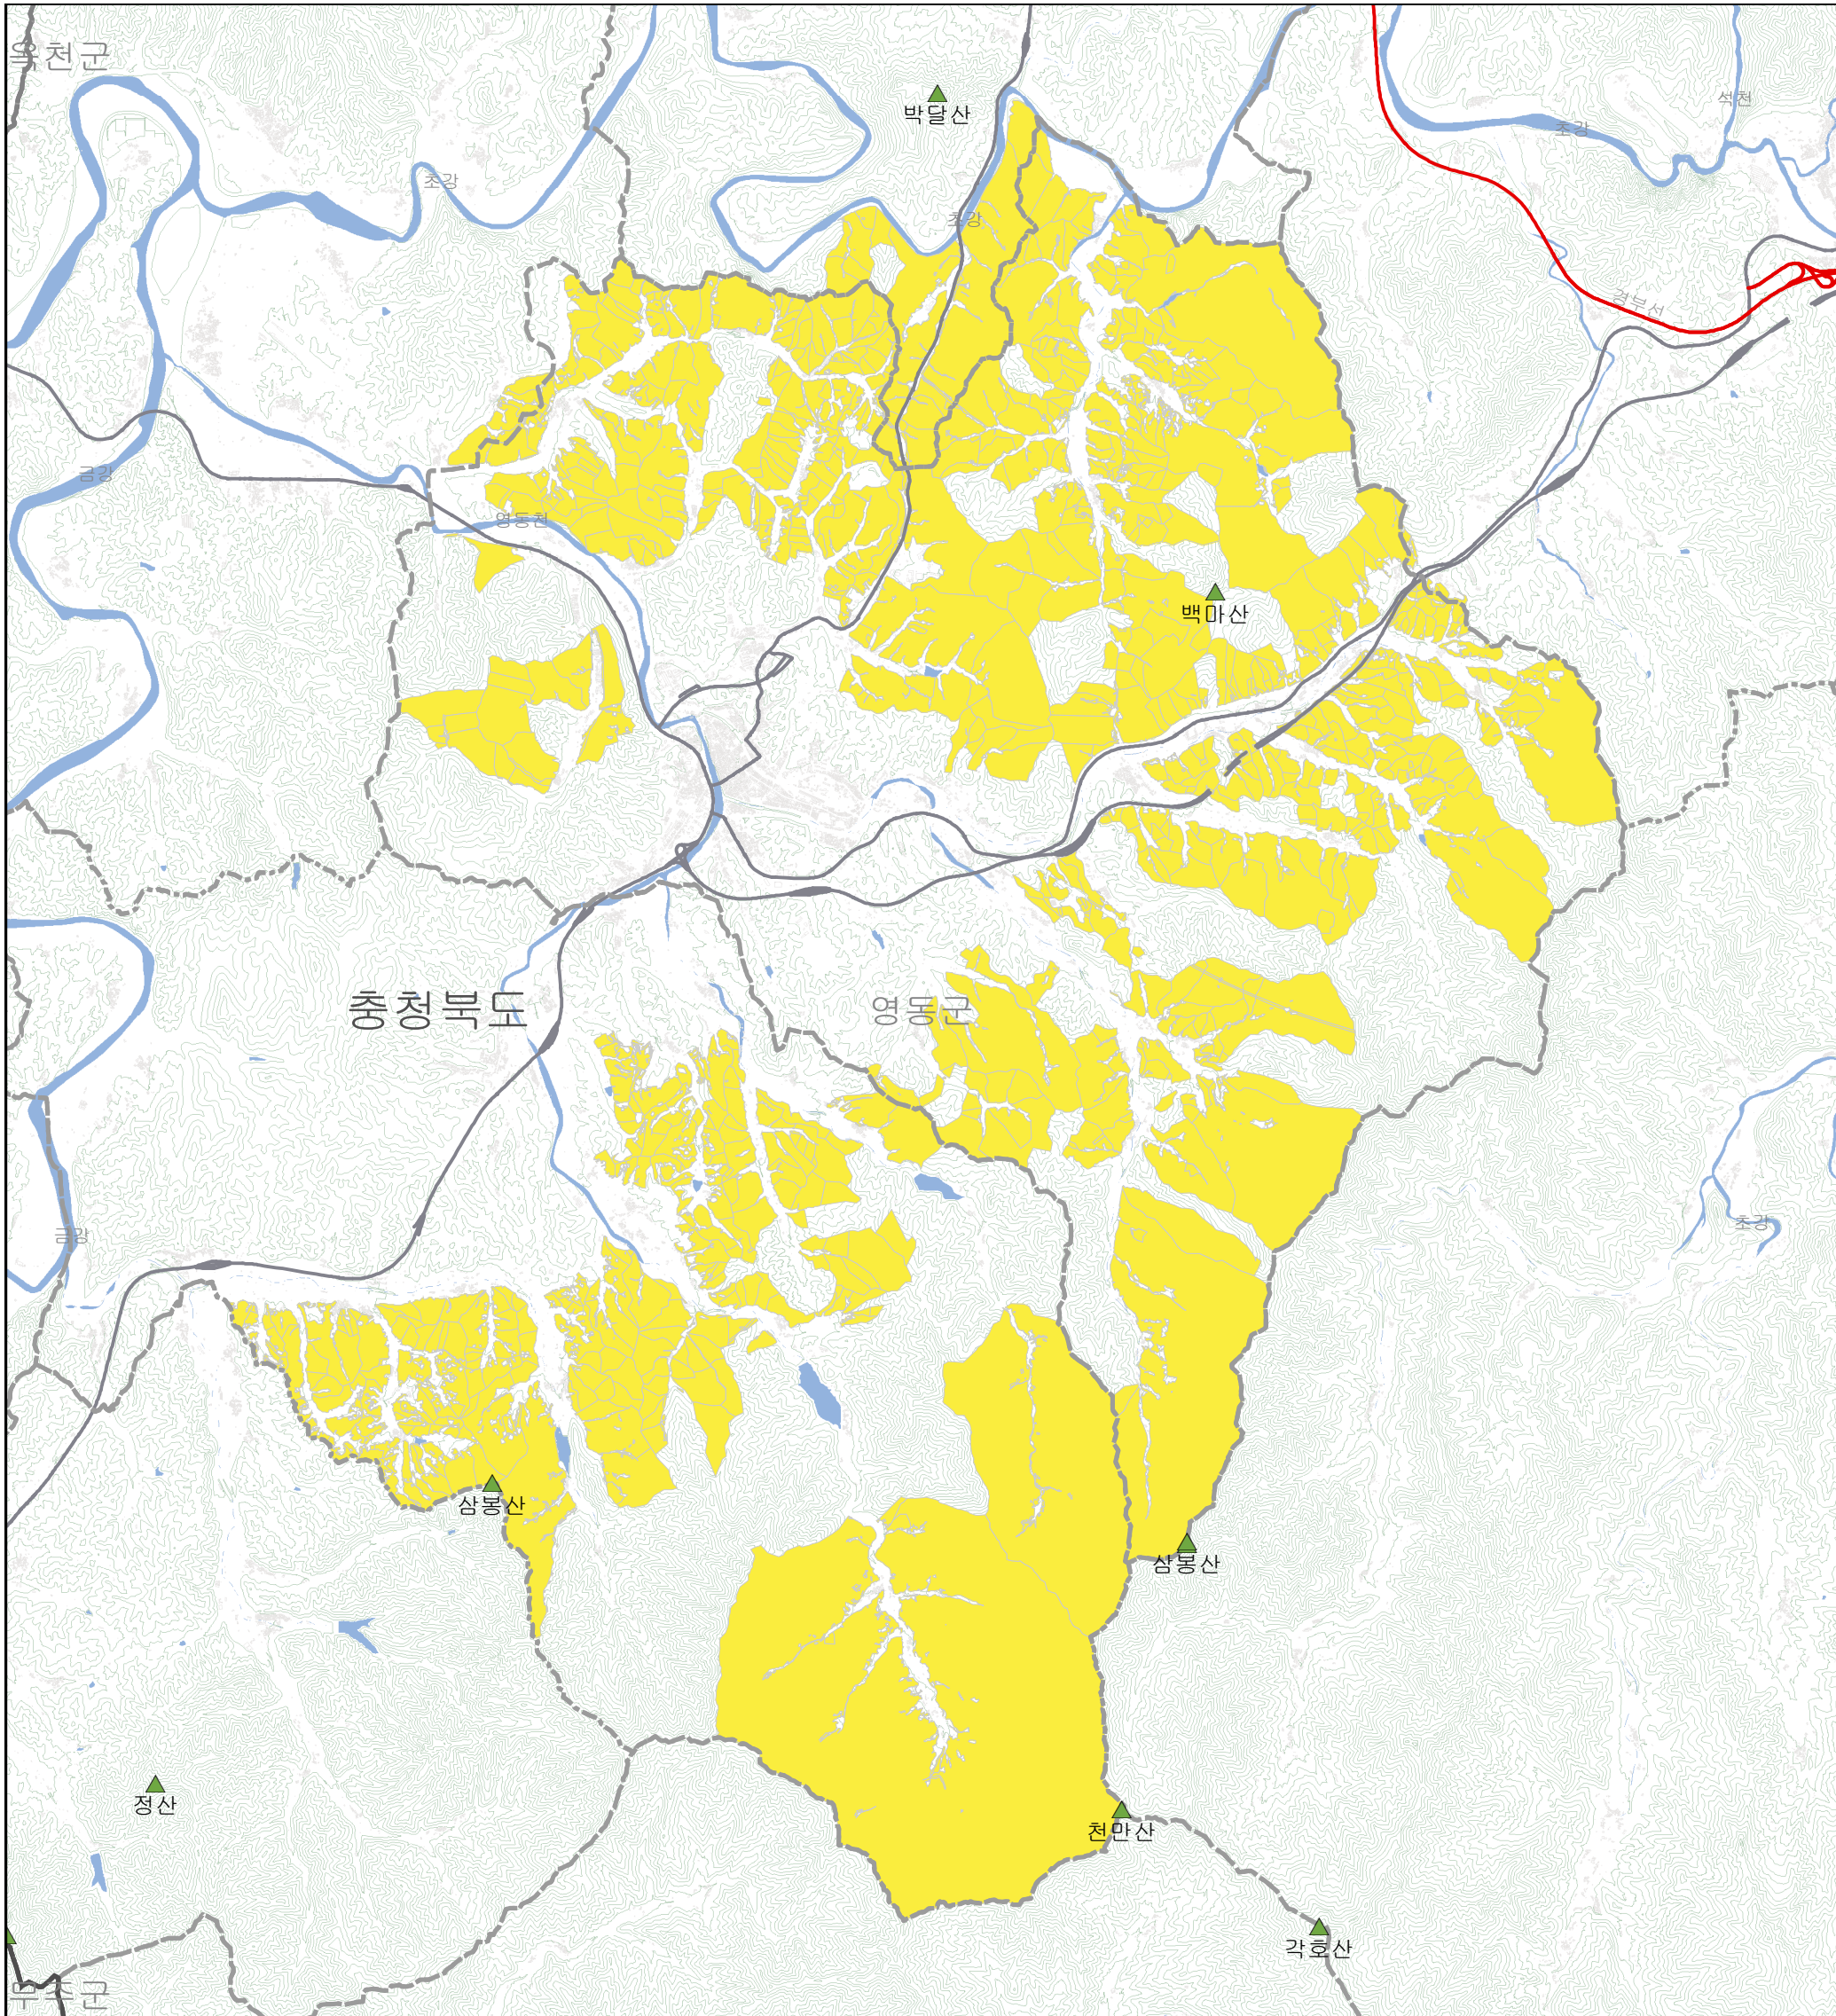 옥천군
석천
박달산
초강
초강
초강
경부선
금강
영동천
백마산
충청북도
영동군
초강
금강
삼봉산
삼봉산
정산
천만산
각호산
무주군